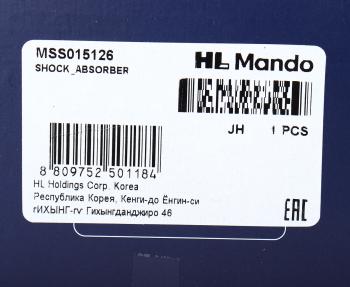 MSS015126
SHOCK_ABSORBER
HL Mando
JH 1 PCS
8 809752 501184
HL Holdings Corp. Korea
Республика Корея, Кенги-до Ёнгин-си
гИХЫНГ-гу Гихынгданджиро 46
EAC